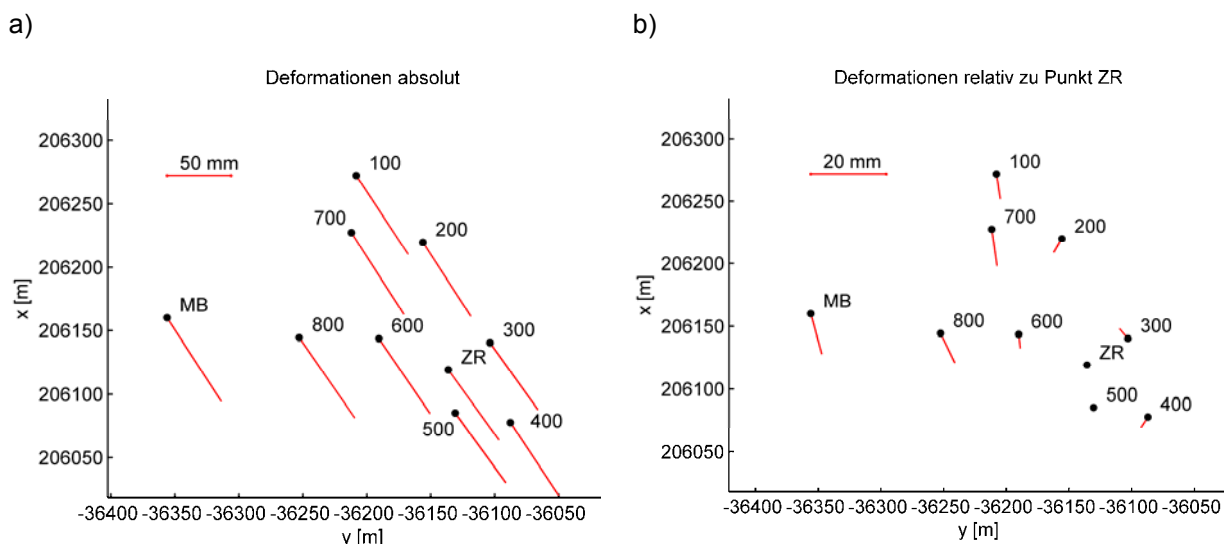 a)
Deformationen absolut
x [m]
206300
206250
206200
206150
206100
206050
50 mm
100
700
200
MB
800
600
300
ZR
500
400
-36400 -36350 -36300 -36250 -36200 -36150 -36100 -36050
y [m]
b)
Deformationen relativ zu Punkt ZR
x [m]
206300
206250
206200
206150
206100
206050
20 mm
100
700
200
MB
800
600
300
ZR
500
400
-36400 -36350 -36300 -36250 -36200 -36150 -36100 -36050
y [m]